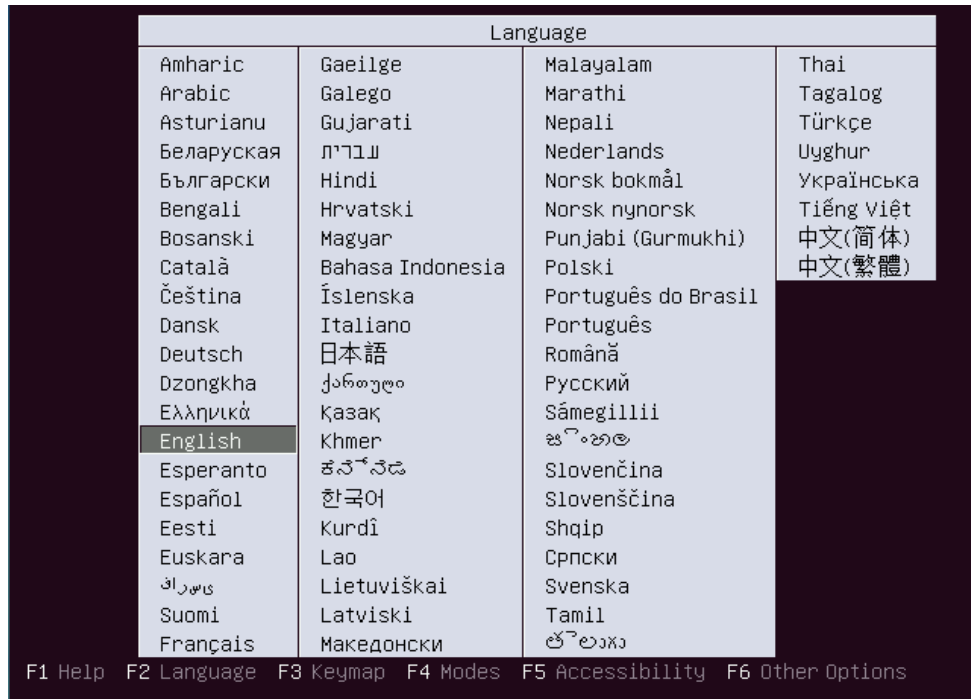 Language
Amharic
Arabic
Asturianu
Беларуская
Български
Bengali
Bosanski
Català
Čeština
Dansk
Deutsch
Dzongkha
Ελληνικά
English
Esperanto
Español
Eesti
Euskara
فارسی
Suomi
Français
Gaeilge
Galego
Gujarati
עברית
Hindi
Hrvatski
Magyar
Bahasa Indonesia
Íslenska
Italiano
日本語
ქართული
Қазақ
Khmer
ಕನ್ನಡ
한국어
Kurdî
Lao
Lietuviškai
Latviski
Македонски
Malayalam
Marathi
Nepali
Nederlands
Norsk bokmål
Norsk nynorsk
Punjabi (Gurmukhi)
Polski
Português do Brasil
Português
Română
Русский
Sámegillii
සිංහල
Slovenčina
Slovenščina
Shqip
Српски
Svenska
Tamil
తెలుగు
Thai
Tagalog
Türkçe
Uyghur
Українська
Tiếng Việt
中文(简体)
中文(繁體)
F1 Help F2 Language F3 Keymap F4 Modes F5 Accessibility F6 Other Options